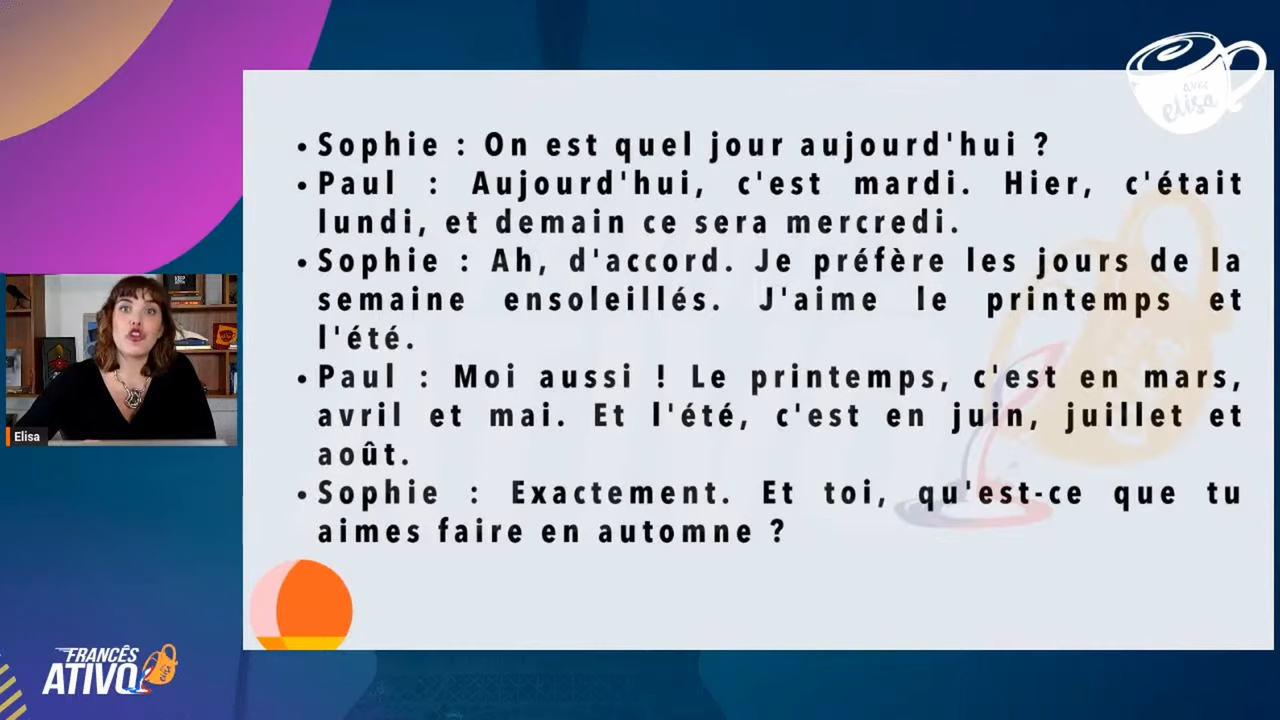 avec
elisa
• Sophie : On est quel jour aujourd'hui ?
• Paul : Aujourd'hui, c'est mardi. Hier, c'était
lundi, et demain ce sera mercredi.
• Sophie : Ah, d'accord. Je préfère les jours de la
semaine ensoleillés. J'aime le printemps et
l'été.
• Paul : Moi aussi ! Le printemps, c'est en mars,
avril et mai. Et l'été, c'est en juin, juillet et
août.
• Sophie : Exactement. Et toi, qu'est-ce que tu
aimes faire en automne ?
Elisa
FRANCÊS
ATIVO